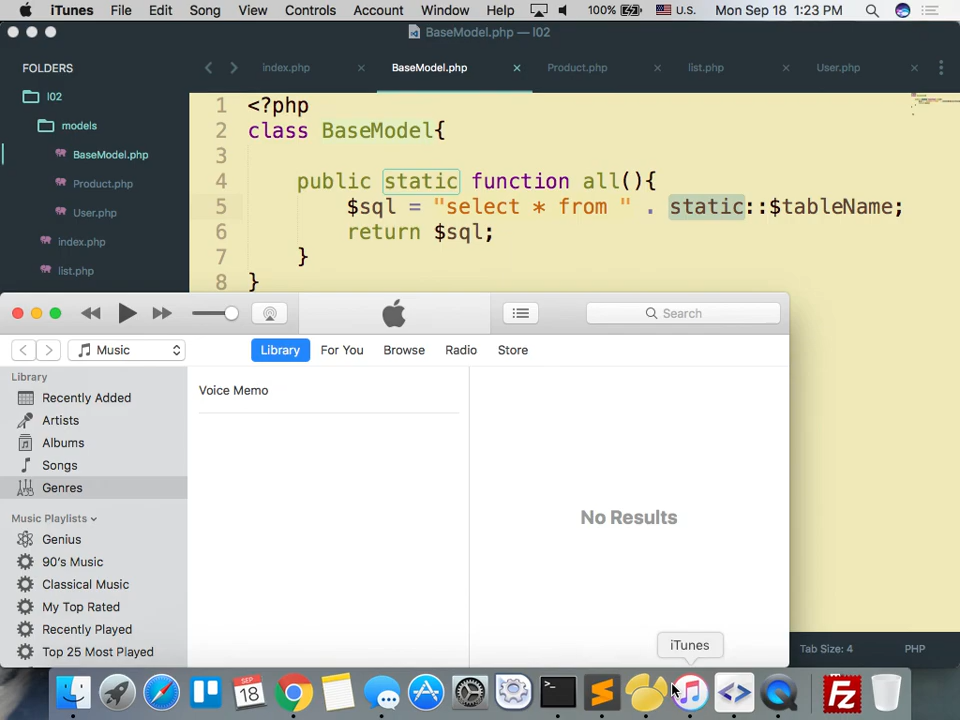 iTunes File Edit Song View Controls Account Window Help 100% U.S. Mon Sep 18 1:23 PM
BaseModel.php — l02
FOLDERS
l02
models
BaseModel.php
Product.php
User.php
index.php
list.php
index.php × BaseModel.php × Product.php × list.php × User.php ×
1 <?php
2 class BaseModel{
3
4 public static function all(){
5 $sql = "select * from " . static::$tableName;
6 return $sql;
7 }
8 }
Search
Music
Library For You Browse Radio Store
Library
Recently Added
Artists
Albums
Songs
Genres
Music Playlists
Genius
90's Music
Classical Music
My Top Rated
Recently Played
Top 25 Most Played
Voice Memo
No Results
iTunes
Tab Size: 4 PHP
SEP
18
Fz